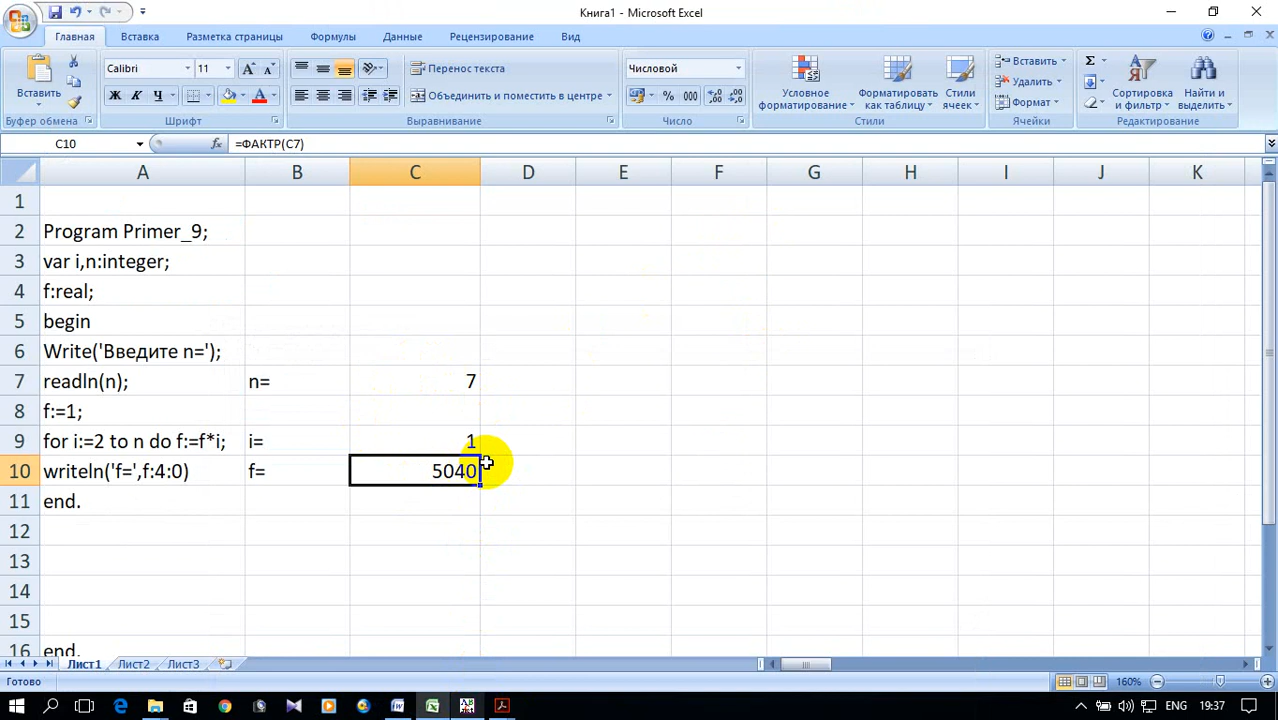 Книга1 - Microsoft Excel
Главная Вставка Разметка страницы Формулы Данные Рецензирование Вид
Вставить
Буфер обмена
Calibri 11
Ж К Ч
Шрифт
Перенос текста
Объединить и поместить в центре
Выравнивание
Числовой
% 000
Число
Условное форматирование
Форматировать как таблицу
Стили ячеек
Стили
Вставить
Удалить
Формат
Ячейки
Σ
Сортировка и фильтр
Найти и выделить
Редактирование
C10 fx =ФАКТР(C7)
A B C D E F G H I J K
1
2 Program Primer_9;
3 var i,n:integer;
4 f:real;
5 begin
6 Write('Введите n=');
7 readln(n); n= 7
8 f:=1;
9 for i:=2 to n do f:=f*i; i= 1
10 writeln('f=',f:4:0) f= 5040
11 end.
12
13
14
15
16 end.
Лист1 Лист2 Лист3
Готово 160%
ENG 19:37